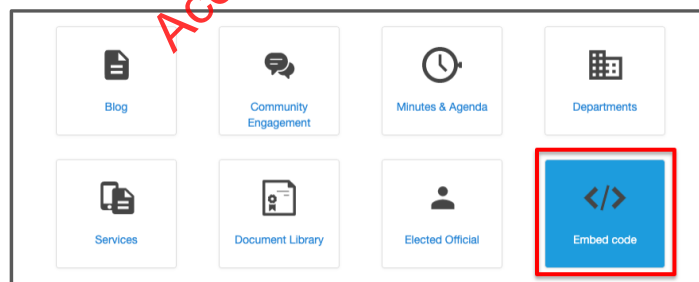 Blog
Community
Engagement
Minutes & Agenda
Departments
Services
Document Library
Elected Official
Embed code